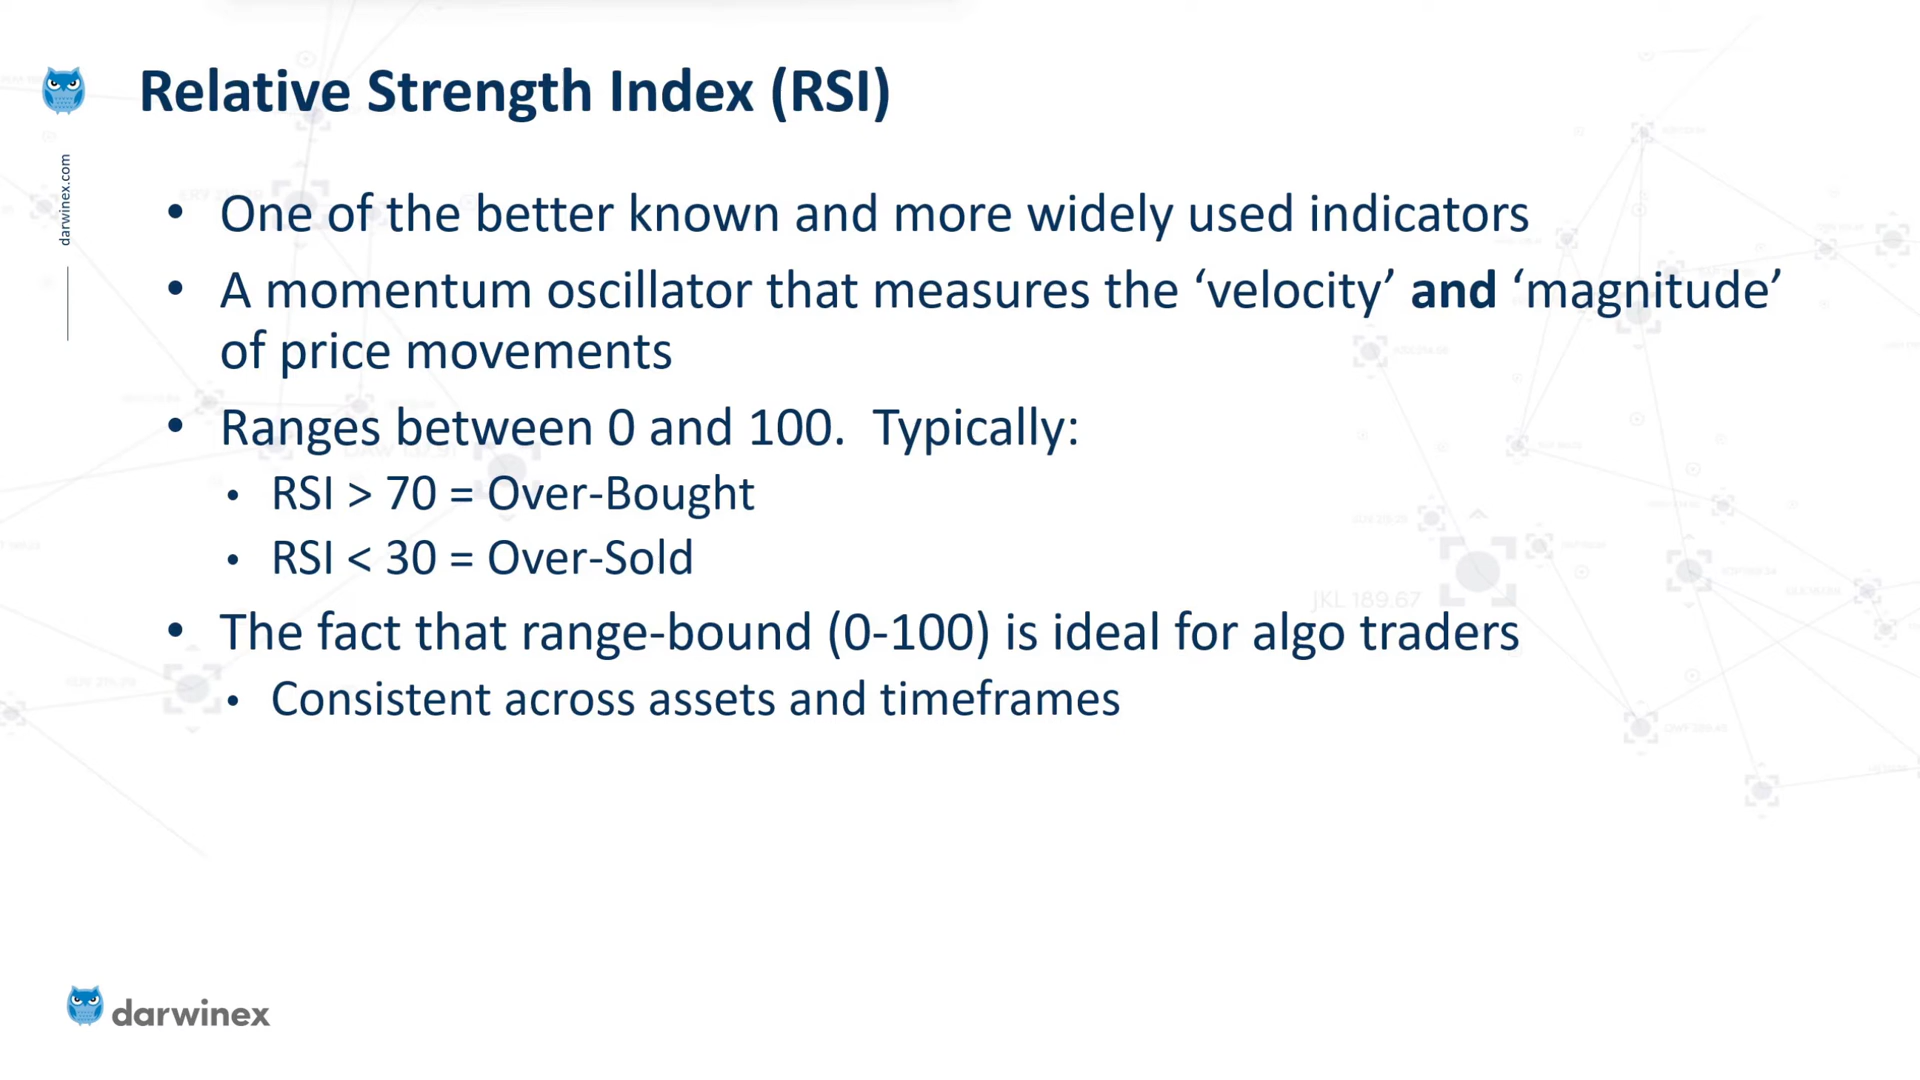 Relative Strength Index (RSI)
darwinex.com
• One of the better known and more widely used indicators
• A momentum oscillator that measures the ‘velocity’ and ‘magnitude’
of price movements
• Ranges between 0 and 100.  Typically:
• RSI > 70 = Over-Bought
• RSI < 30 = Over-Sold
JKL 189.67
• The fact that range-bound (0-100) is ideal for algo traders
• Consistent across assets and timeframes
darwinex